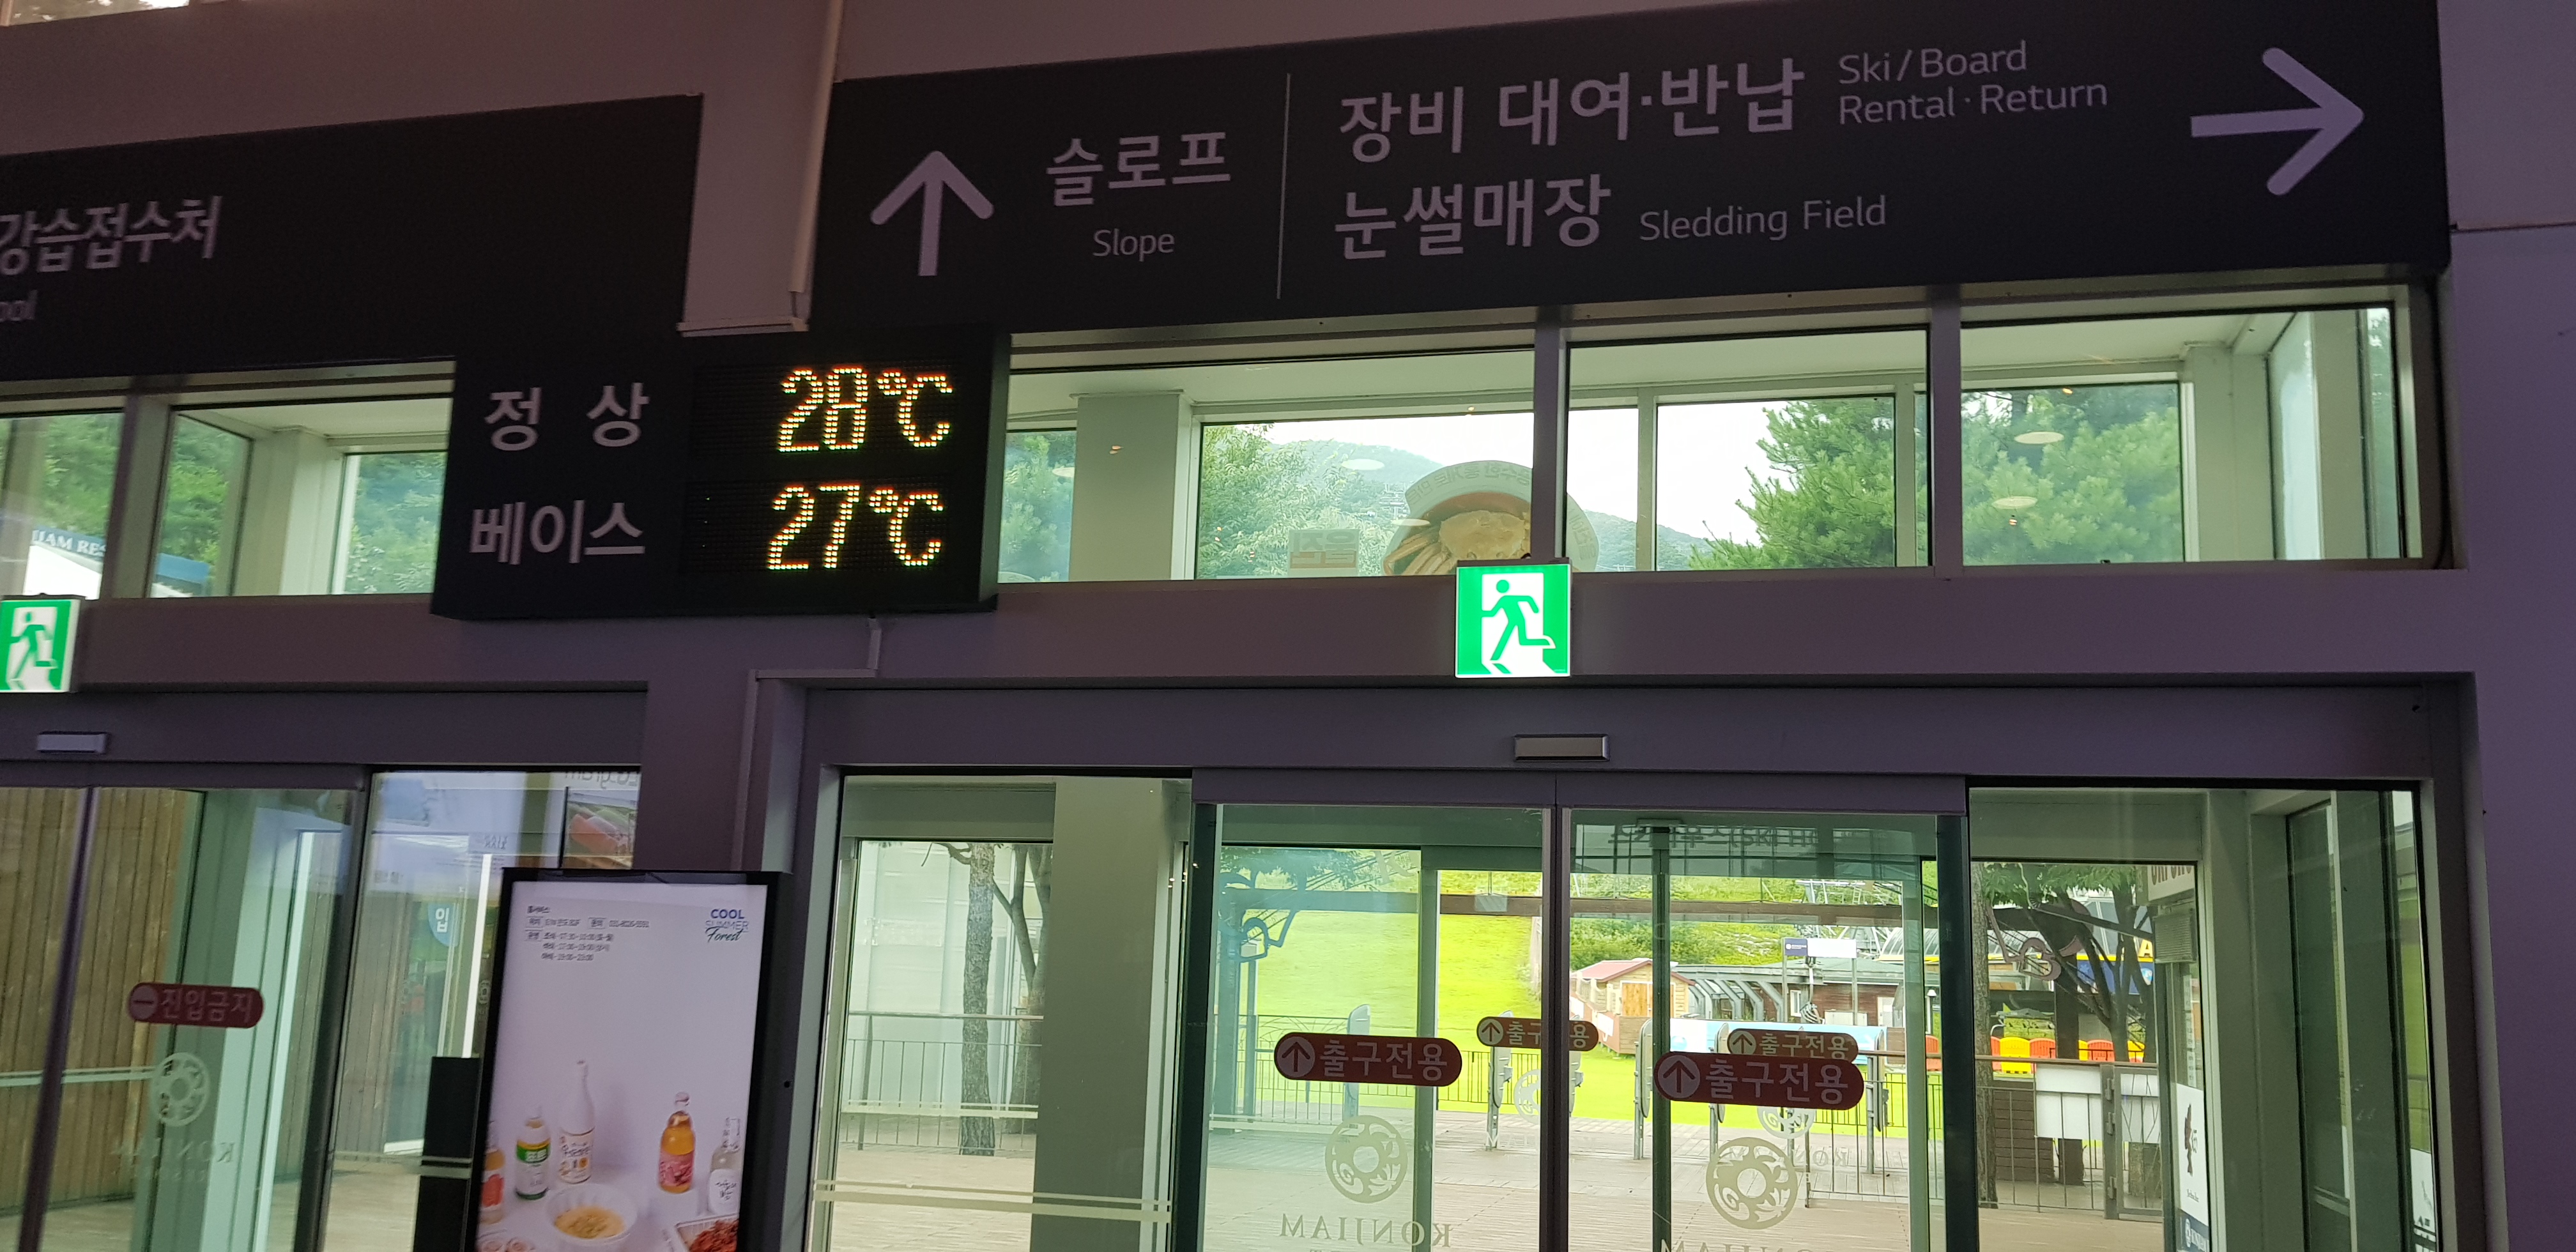 강습접수처
슬로프
Slope
장비 대여·반납
Ski/Board
Rental·Return
눈썰매장
Sledding Field
정 상
28℃
베이스
27℃
COOL
SUMMER
Forest
입
진입금지
출구전용
출구전용
출구전용
출구전용
KONJIAM
KONJIAM